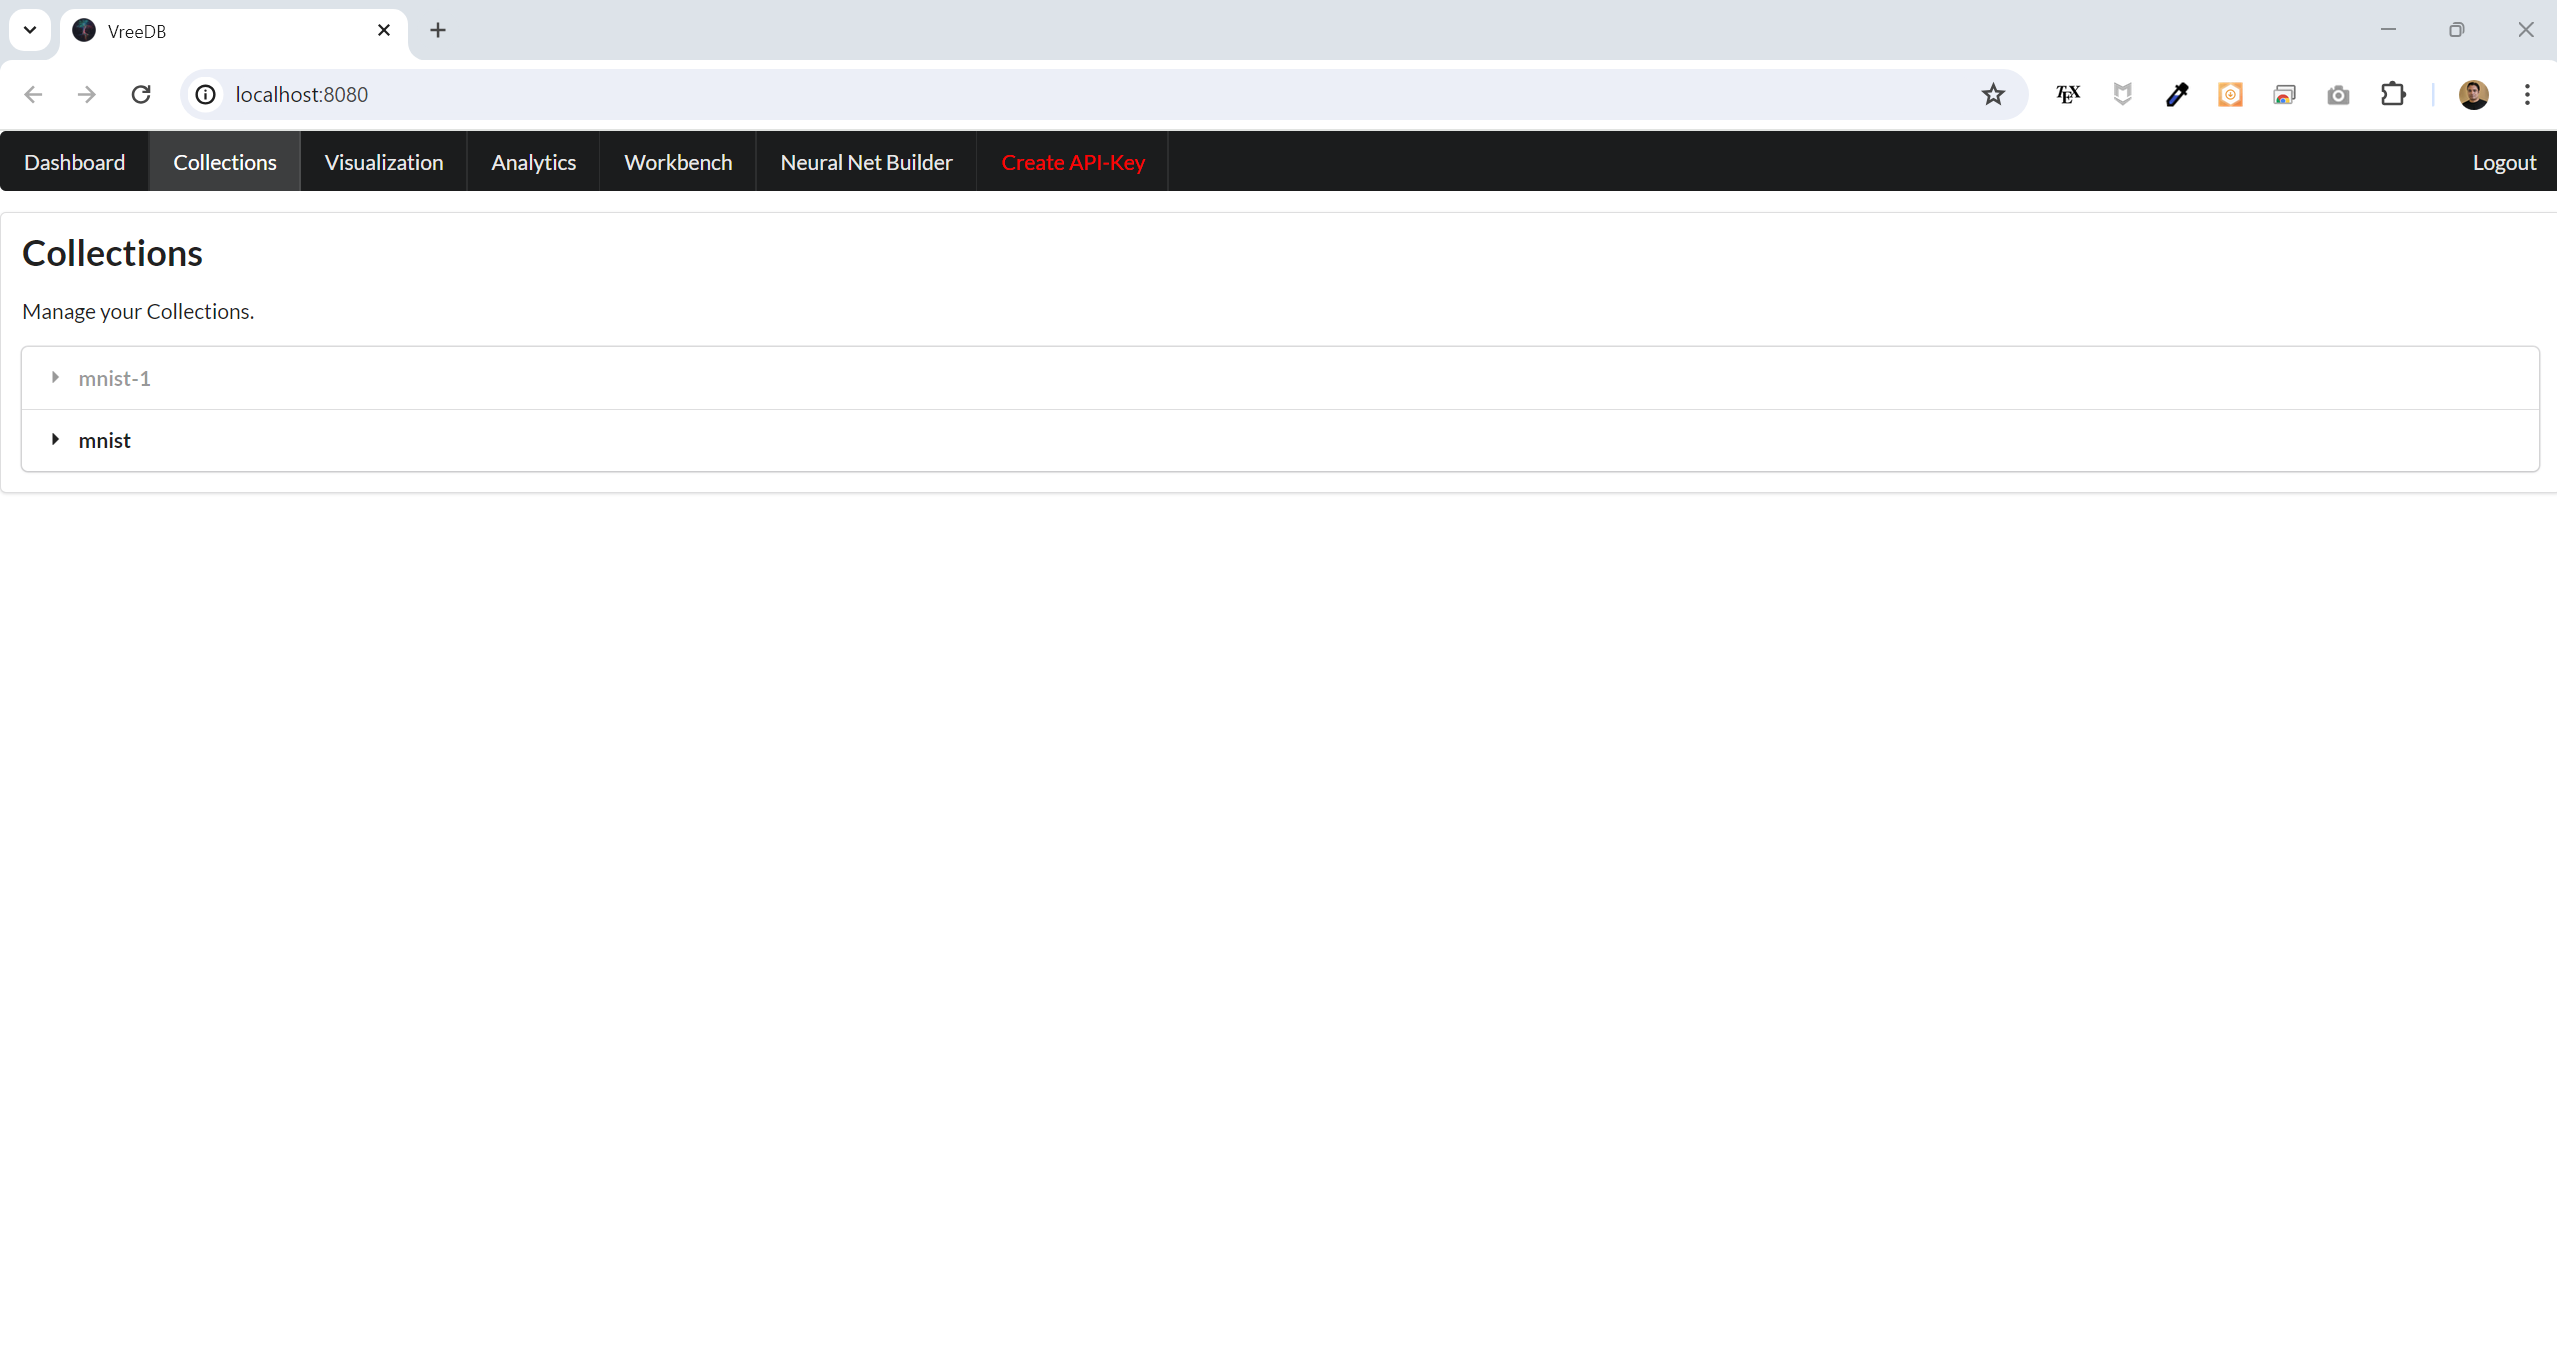 VreeDB
localhost:8080
TEX
Dashboard Collections Visualization Analytics Workbench Neural Net Builder Create API-Key Logout
Collections
Manage your Collections.
mnist-1
mnist